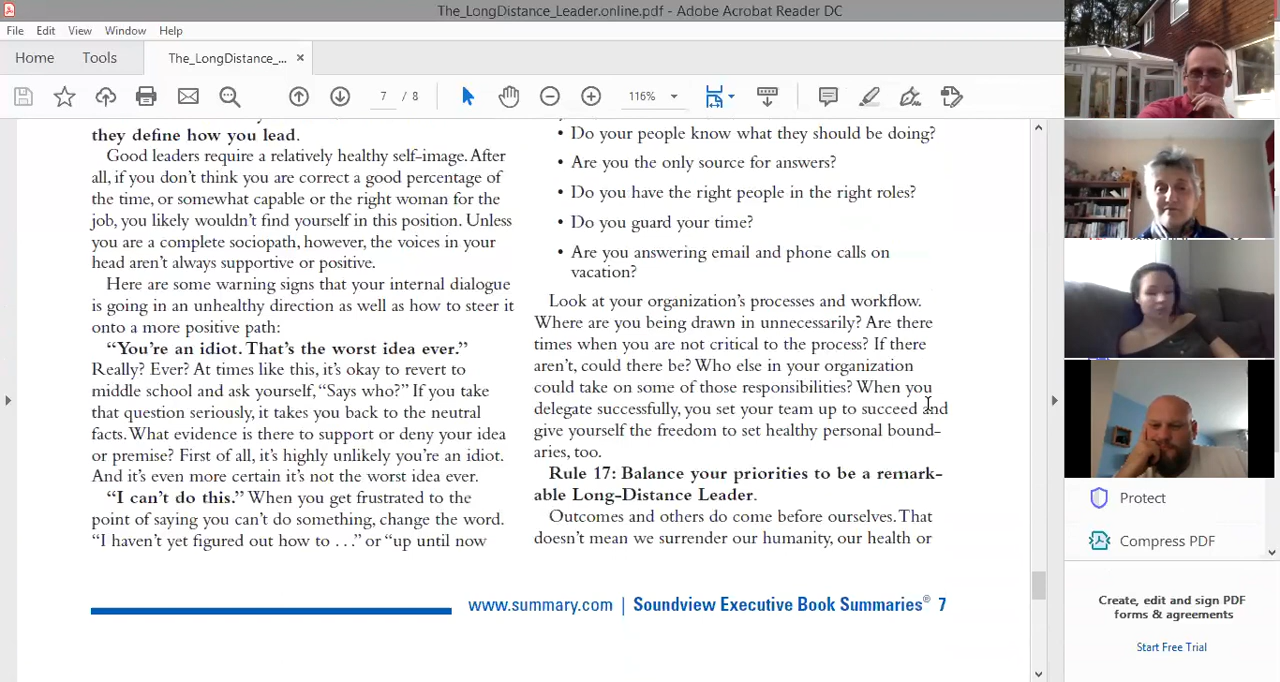 The_LongDistance_Leader.online.pdf - Adobe Acrobat Reader DC
File Edit View Window Help
Home Tools The_LongDistance_... ×
7 / 8 116%
they define how you lead.
Good leaders require a relatively healthy self-image. After
all, if you don't think you are correct a good percentage of
the time, or somewhat capable or the right woman for the
job, you likely wouldn't find yourself in this position. Unless
you are a complete sociopath, however, the voices in your
head aren't always supportive or positive.
Here are some warning signs that your internal dialogue
is going in an unhealthy direction as well as how to steer it
onto a more positive path:
“You're an idiot. That's the worst idea ever.”
Really? Ever? At times like this, it's okay to revert to
middle school and ask yourself, “Says who?” If you take
that question seriously, it takes you back to the neutral
facts. What evidence is there to support or deny your idea
or premise? First of all, it's highly unlikely you're an idiot.
And it's even more certain it's not the worst idea ever.
“I can't do this.” When you get frustrated to the
point of saying you can't do something, change the word.
“I haven't yet figured out how to . . .” or “up until now
• Do your people know what they should be doing?
• Are you the only source for answers?
• Do you have the right people in the right roles?
• Do you guard your time?
• Are you answering email and phone calls on
vacation?
Look at your organization's processes and workflow.
Where are you being drawn in unnecessarily? Are there
times when you are not critical to the process? If there
aren't, could there be? Who else in your organization
could take on some of those responsibilities? When you
delegate successfully, you set your team up to succeed and
give yourself the freedom to set healthy personal bound-
aries, too.
Rule 17: Balance your priorities to be a remark-
able Long-Distance Leader.
Outcomes and others do come before ourselves. That
doesn't mean we surrender our humanity, our health or
www.summary.com | Soundview Executive Book Summaries® 7
Protect
Compress PDF
Create, edit and sign PDF
forms & agreements
Start Free Trial